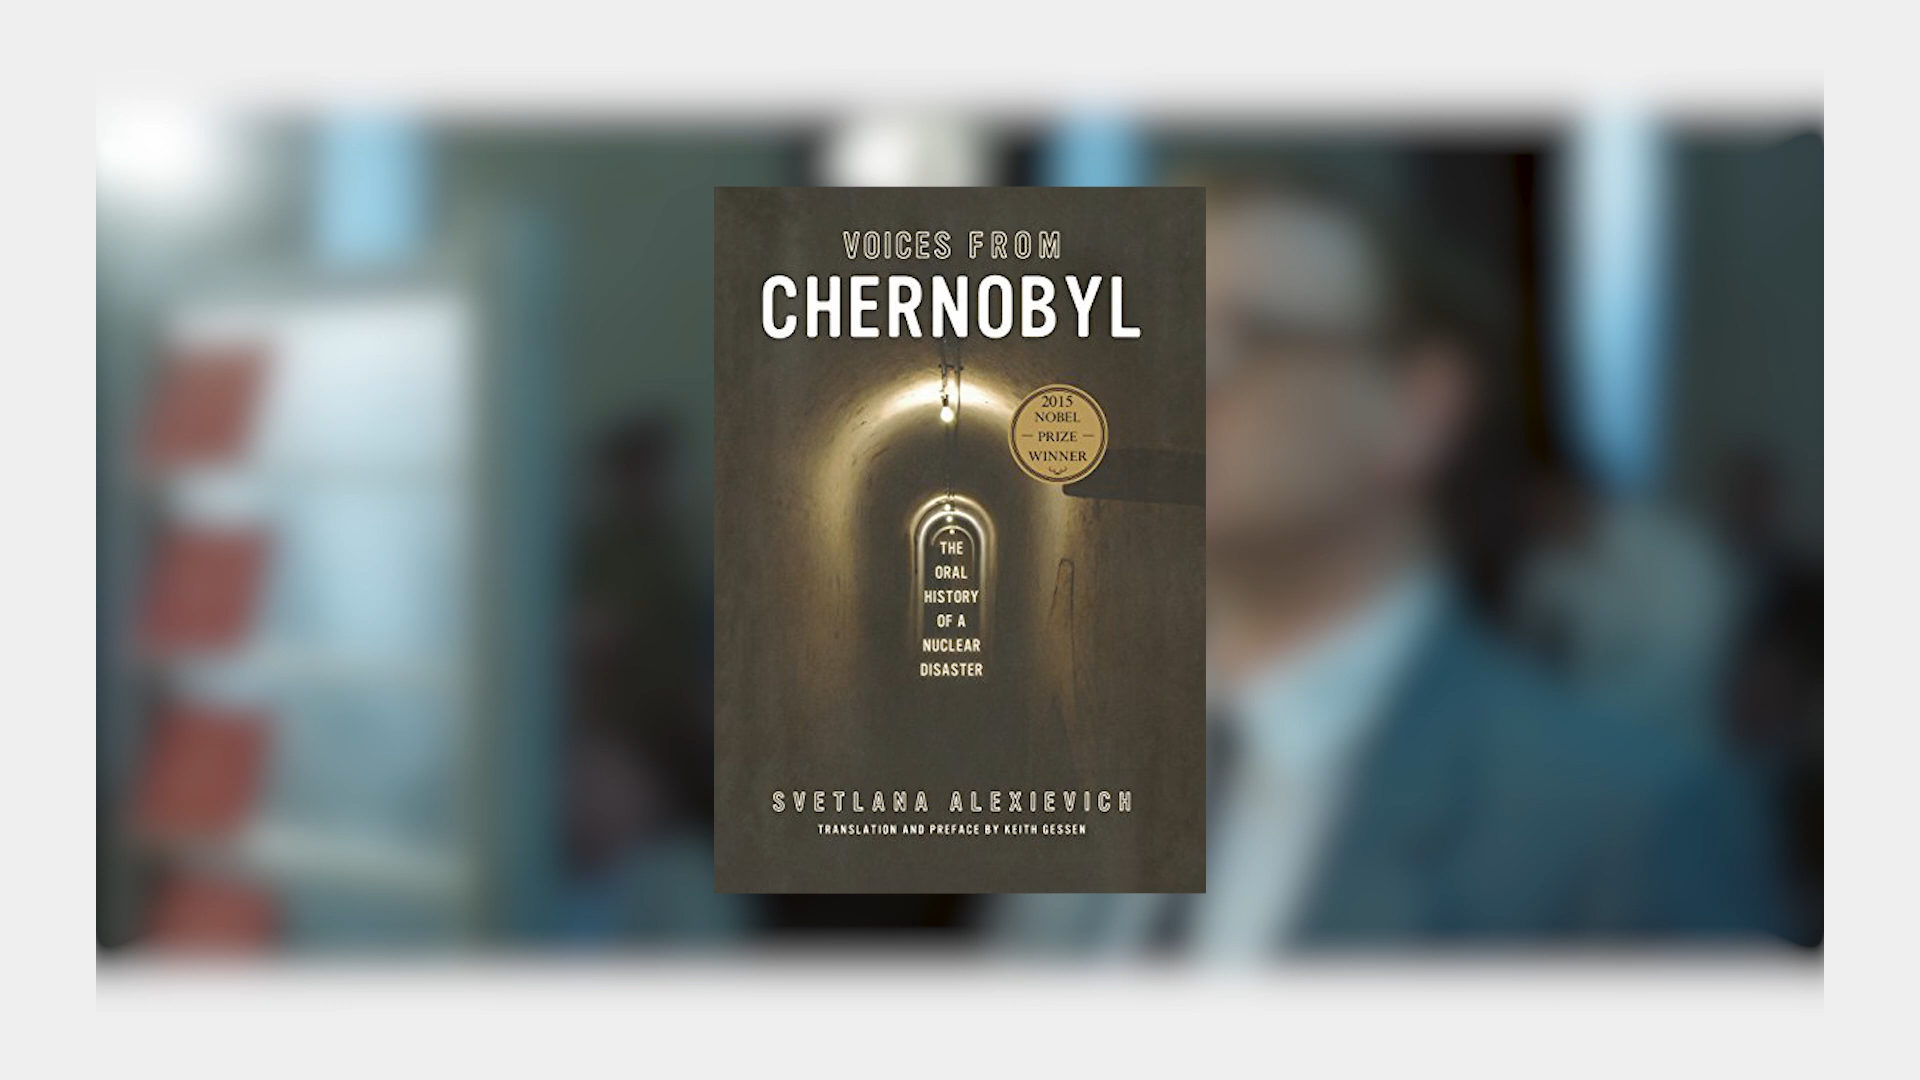 VOICES FROM
CHERNOBYL
2015
NOBEL
PRIZE
WINNER
THE
ORAL
HISTORY
OF A
NUCLEAR
DISASTER
SVETLANA ALEXIEVICH
TRANSLATION AND PREFACE BY KEITH GESSEN